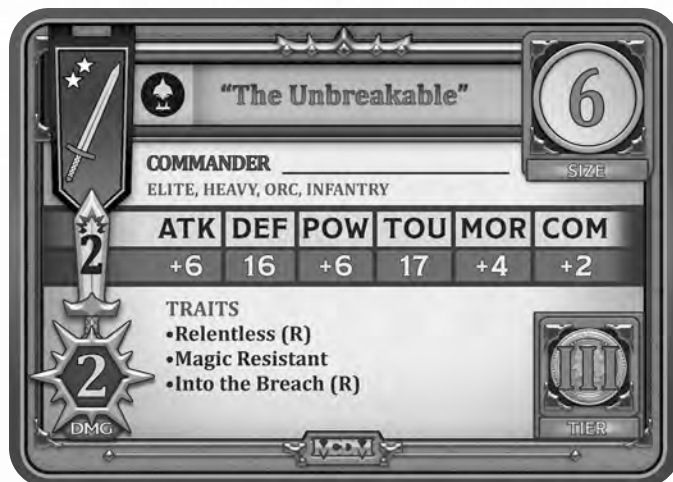 "The Unbreakable"
6
SIZE
COMMANDER
ELITE, HEAVY, ORC, INFANTRY
2
ATK DEF POW TOU MOR COM
+6 16 +6 17 +4 +2
TRAITS
•Relentless (R)
•Magic Resistant
•Into the Breach (R)
2
DMG
III
TIER
MCDM